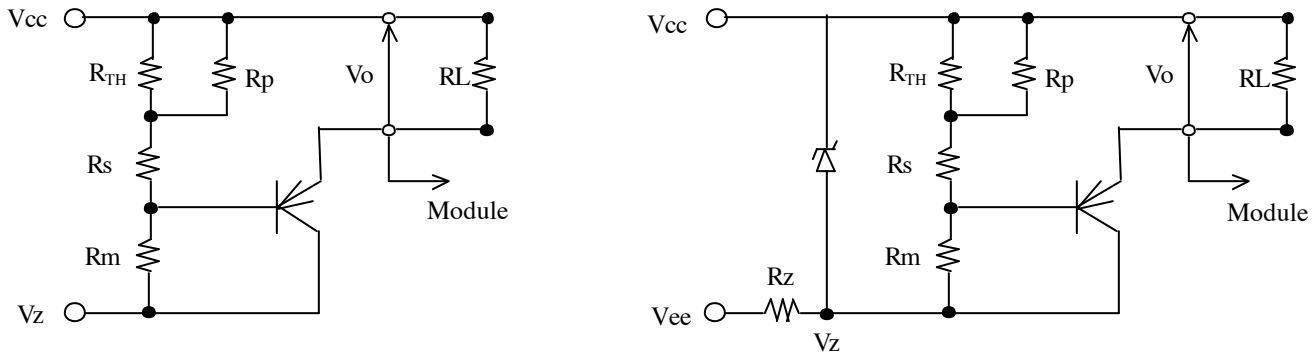 Vcc
RTH
Rp
Vo
RL
Rs
Module
Rm
Vz
Vcc
RTH
Rp
Vo
RL
Rs
Module
Rm
Rz
Vee
Vz